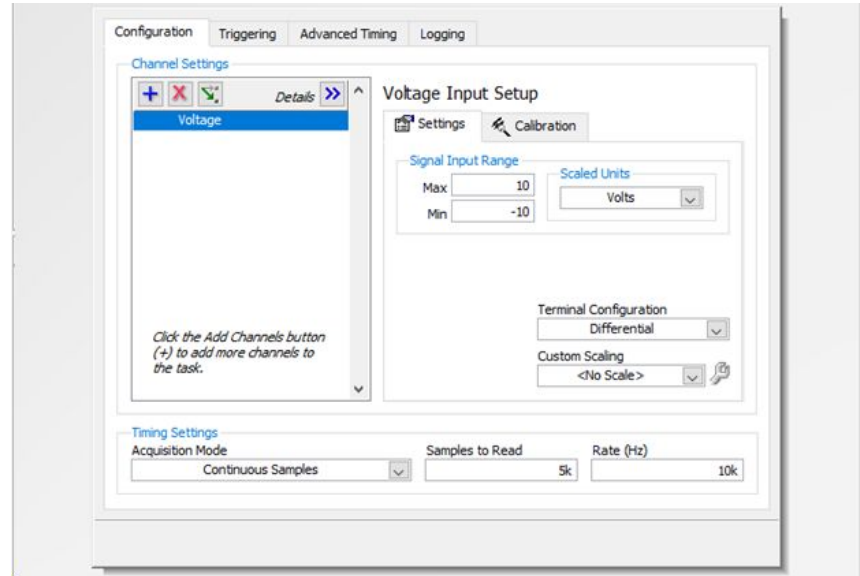 Configuration Triggering Advanced Timing Logging
Channel Settings
Details
Voltage
Click the Add Channels button
(+) to add more channels to
the task.
Voltage Input Setup
Settings Calibration
Signal Input Range
Max 10
Min -10
Scaled Units
Volts
Terminal Configuration
Differential
Custom Scaling
<No Scale>
Timing Settings
Acquisition Mode Samples to Read Rate (Hz)
Continuous Samples 5k 10k